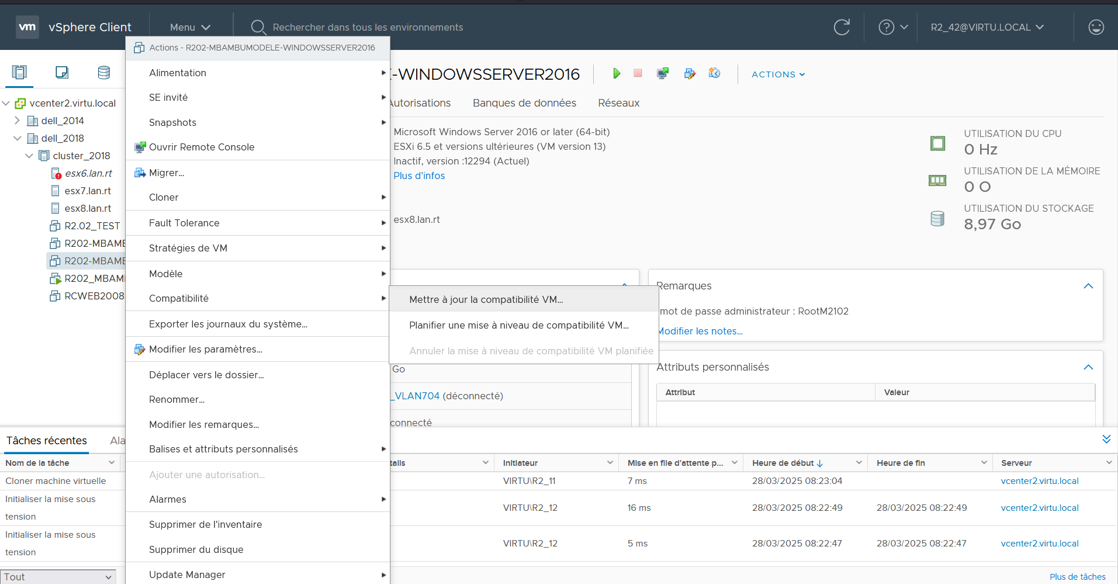 vm vSphere Client Menu Rechercher dans tous les environnements R2_42@VIRTU.LOCAL
Actions - R202-MBAMBUMODELE-WINDOWSSERVER2016
-WINDOWSSERVER2016 ACTIONS
Autorisations Banques de données Réseaux
vcenter2.virtu.local
dell_2014
dell_2018
cluster_2018
esx6.lan.rt
esx7.lan.rt
esx8.lan.rt
R2.02_TEST
R202-MBAMB
R202-MBAMB
R202_MBAM
RCWEB2008
Alimentation
SE invité
Snapshots
Ouvrir Remote Console
Migrer...
Cloner
Fault Tolerance
Stratégies de VM
Modèle
Compatibilité
Exporter les journaux du système...
Modifier les paramètres...
Déplacer vers le dossier...
Renommer...
Modifier les remarques...
Balises et attributs personnalisés
Ajouter une autorisation...
Alarmes
Supprimer de l'inventaire
Supprimer du disque
Update Manager
Mettre à jour la compatibilité VM...
Planifier une mise à niveau de compatibilité VM...
Annuler la mise à niveau de compatibilité VM planifiée
Microsoft Windows Server 2016 or later (64-bit)
ESXi 6.5 et versions ultérieures (VM version 13)
Inactif, version :12294 (Actuel)
Plus d'infos
esx8.lan.rt
UTILISATION DU CPU
0 Hz
UTILISATION DE LA MÉMOIRE
0 O
UTILISATION DU STOCKAGE
8,97 Go
Remarques
mot de passe administrateur : RootM2102
Modifier les notes...
Go
_VLAN704 (déconnecté)
connecté
Attributs personnalisés
Attribut Valeur
Tâches récentes Ala
Nom de la tâche tails Initiateur Mise en file d'attente p... Heure de début Heure de fin Serveur
Cloner machine virtuelle VIRTU\R2_11 7 ms 28/03/2025 08:23:04 vcenter2.virtu.local
Initialiser la mise sous
tension VIRTU\R2_12 16 ms 28/03/2025 08:22:49 28/03/2025 08:22:49 vcenter2.virtu.local
Initialiser la mise sous
tension VIRTU\R2_12 5 ms 28/03/2025 08:22:47 28/03/2025 08:22:47 vcenter2.virtu.local
Tout Plus de tâches